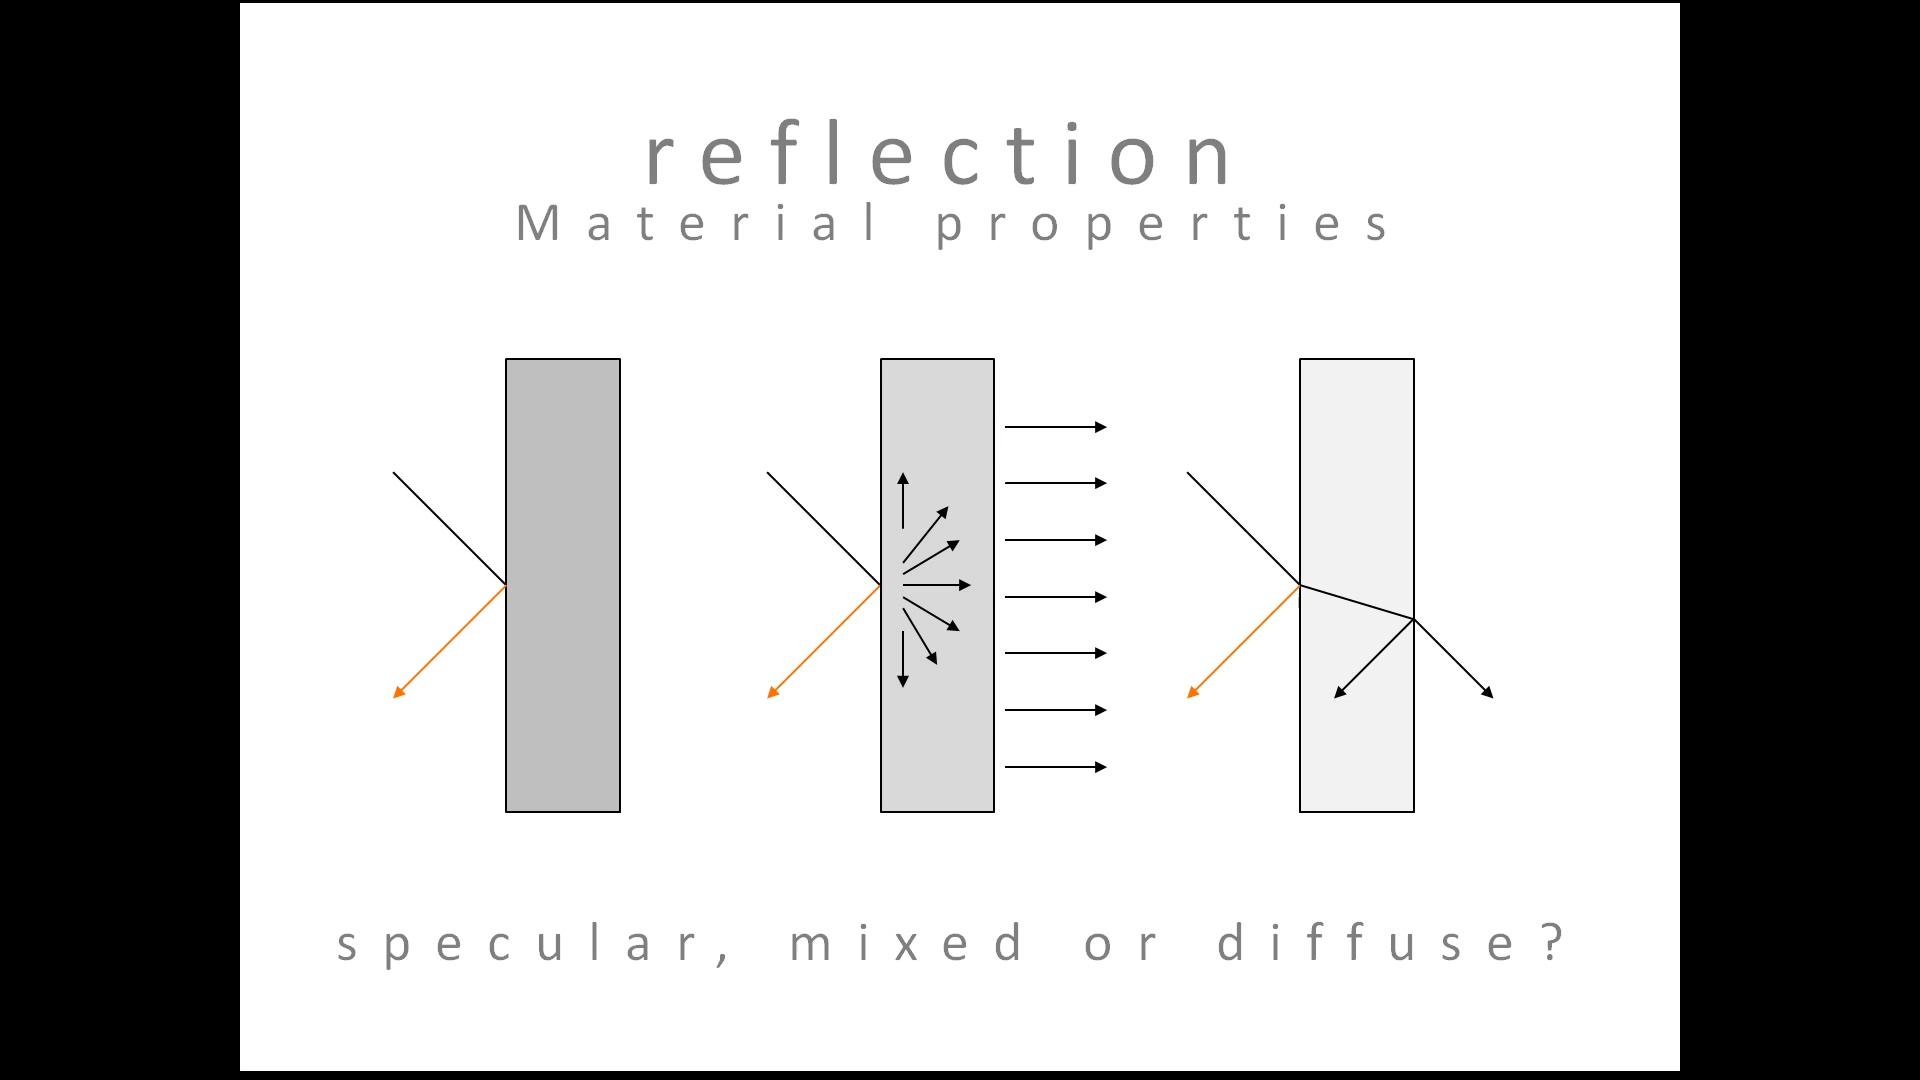 reflection
Material properties
specular, mixed or diffuse?